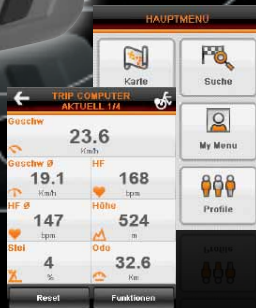 HAUPTMENÜ
Karte
Suche
My Menu
Profile
TRIP COMPUTER
AKTUELL 1/4
Geschw
23.6
Km/h
Geschw Ø
HF
19.1
168
Km/h
bpm
HF Ø
Höhe
147
524
bpm
m
Stei
Odo
4
32.6
%
Km
Reset
Funktionen